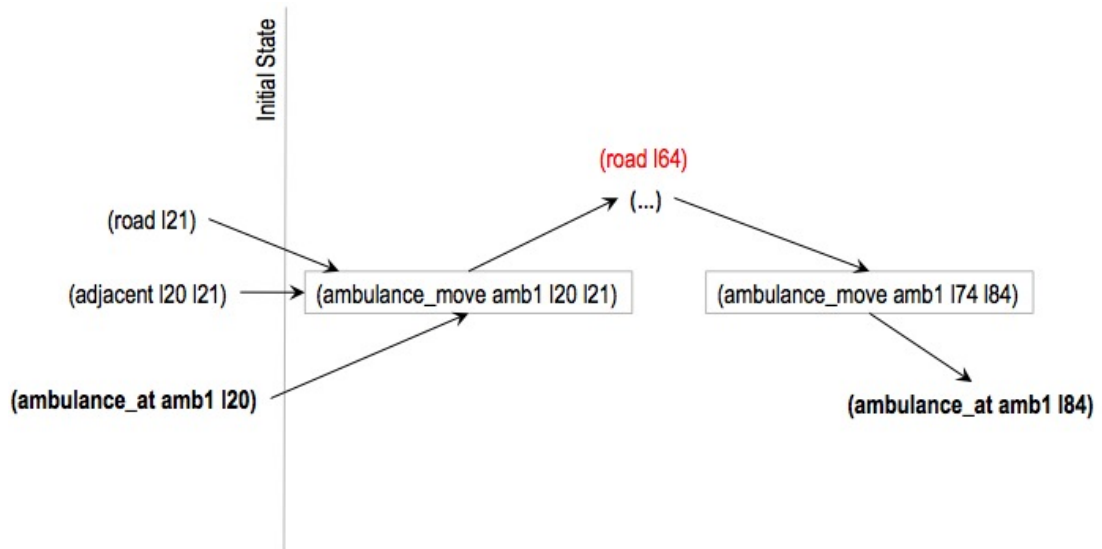 Initial State
(road l64)
(...)
(road l21)
(adjacent l20 l21)
(ambulance_move amb1 l20 l21)
(ambulance_move amb1 l74 l84)
(ambulance_at amb1 l20)
(ambulance_at amb1 l84)